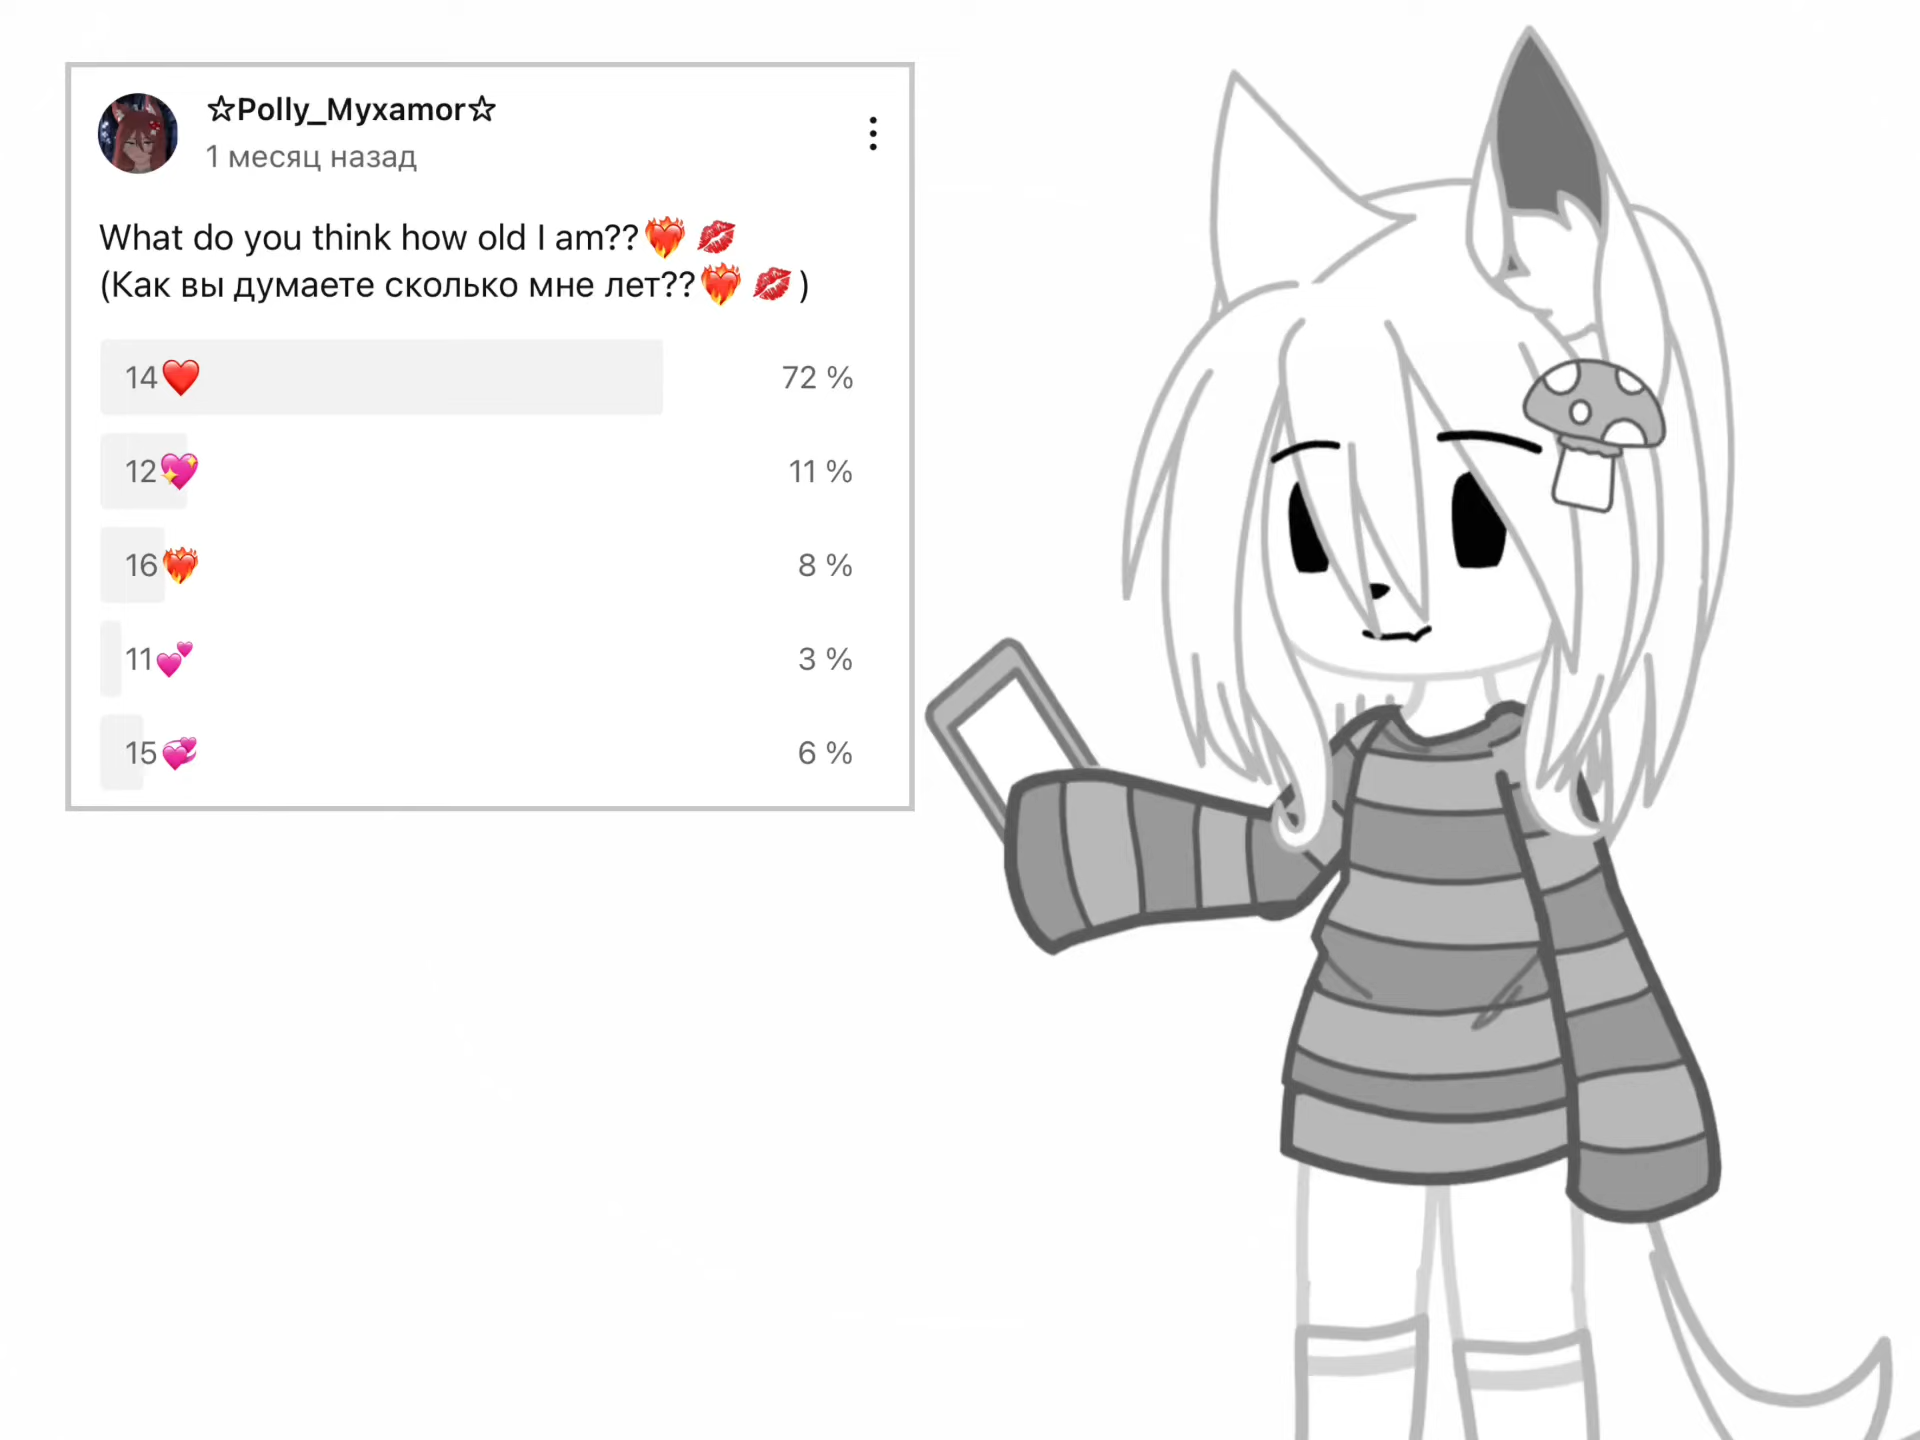 ☆Polly_Myxamor☆
1 месяц назад
What do you think how old I am??❤️‍🔥 💋
(Как вы думаете сколько мне лет??❤️‍🔥 💋 )
14❤️ 72 %
12💖 11 %
16❤️‍🔥 8 %
11💕 3 %
15💞 6 %